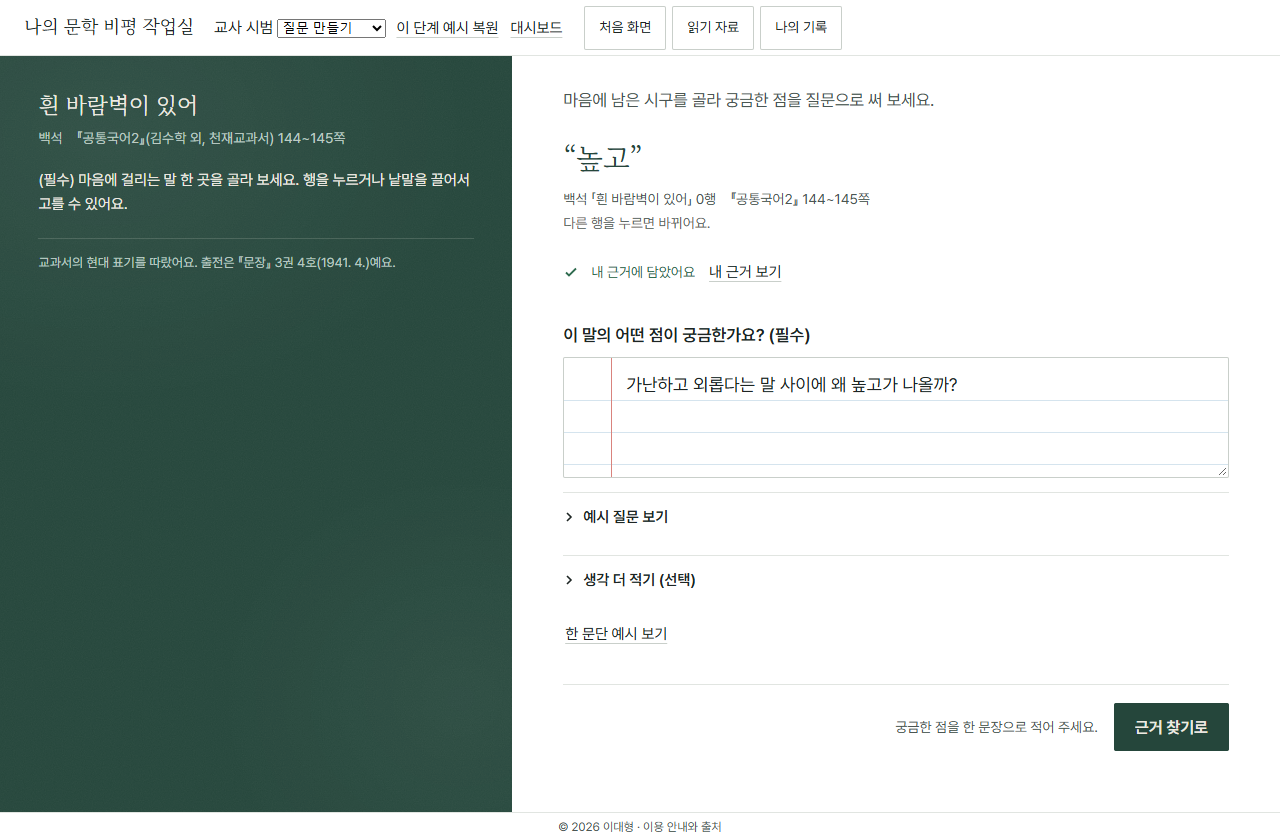 나의 문학 비평 작업실
교사 시범 질문 만들기 이 단계 예시 복원 대시보드 처음 화면 읽기 자료 나의 기록
흰 바람벽이 있어
백석 『공통국어2』(김수학 외, 천재교과서) 144~145쪽
(필수) 마음에 걸리는 말 한 곳을 골라 보세요. 행을 누르거나 낱말을 끌어서
고를 수 있어요.
교과서의 현대 표기를 따랐어요. 출전은 『문장』 3권 4호(1941. 4.)예요.
마음에 남은 시구를 골라 궁금한 점을 질문으로 써 보세요.
“높고”
백석 「흰 바람벽이 있어」 0행 『공통국어2』 144~145쪽
다른 행을 누르면 바뀌어요.
내 근거에 담았어요 내 근거 보기
이 말의 어떤 점이 궁금한가요? (필수)
가난하고 외롭다는 말 사이에 왜 높고가 나올까?
예시 질문 보기
생각 더 적기 (선택)
한 문단 예시 보기
궁금한 점을 한 문장으로 적어 주세요. 근거 찾기로
© 2026 이대형 · 이용 안내와 출처